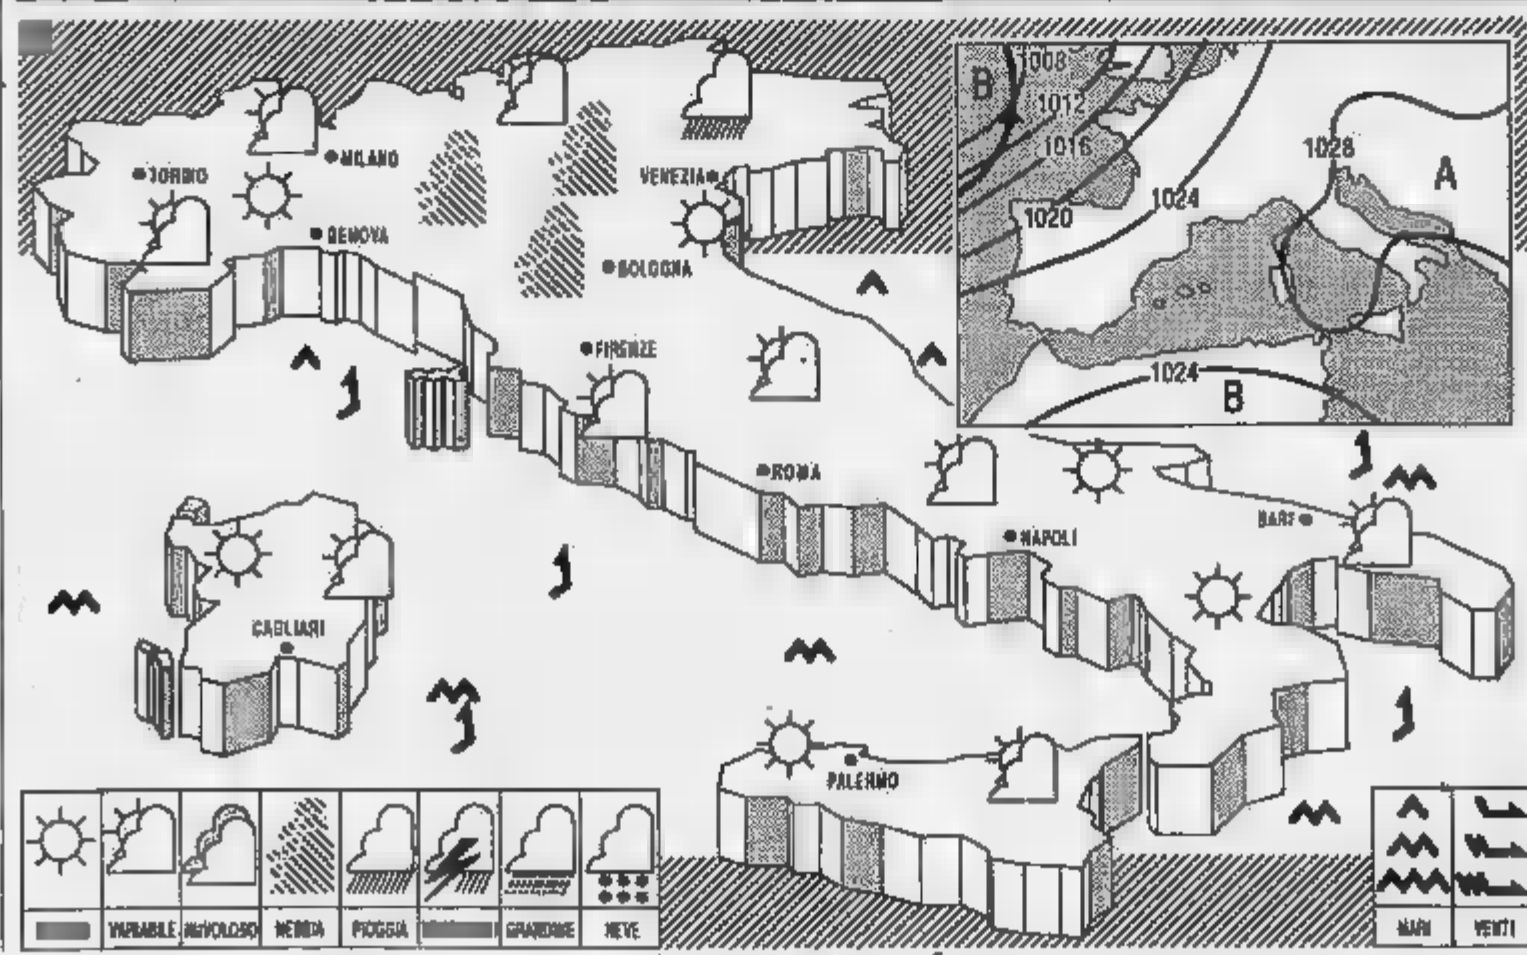 MILANO
TORINO
GENOVA
VENEZIA
BOLOGNA
FIRENZE
ROMA
NAPOLI
BARI
CAGLIARI
PALERMO
B
1008
1012
1016
1020
1024
1028
A
1024
B
VARIABILE NUVOLOSO NEBBIA PIOGGIA GRANDINE NEVE
MARI VENTI